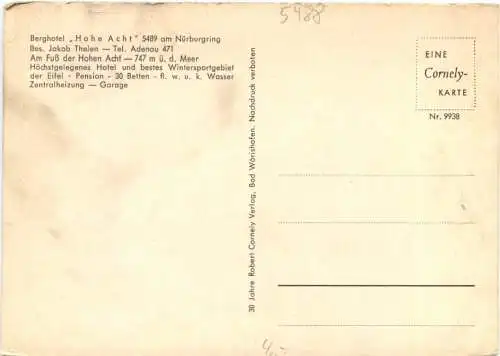 5488
Berghotel „Hohe Acht" 5489 am Nürburgring
Bes. Jakob Thelen — Tel. Adenau 471
Am Fuß der Hohen Acht — 747 m ü. d. Meer
Höchstgelegenes Hotel und bestes Wintersportgebiet
der Eifel - Pension - 30 Betten - fl. w. u. k. Wasser
Zentralheizung — Garage
30 Jahre Robert Cornely Verlag, Bad Wörishofen. Nachdruck verboten
EINE
Cornely-
KARTE
Nr. 9938